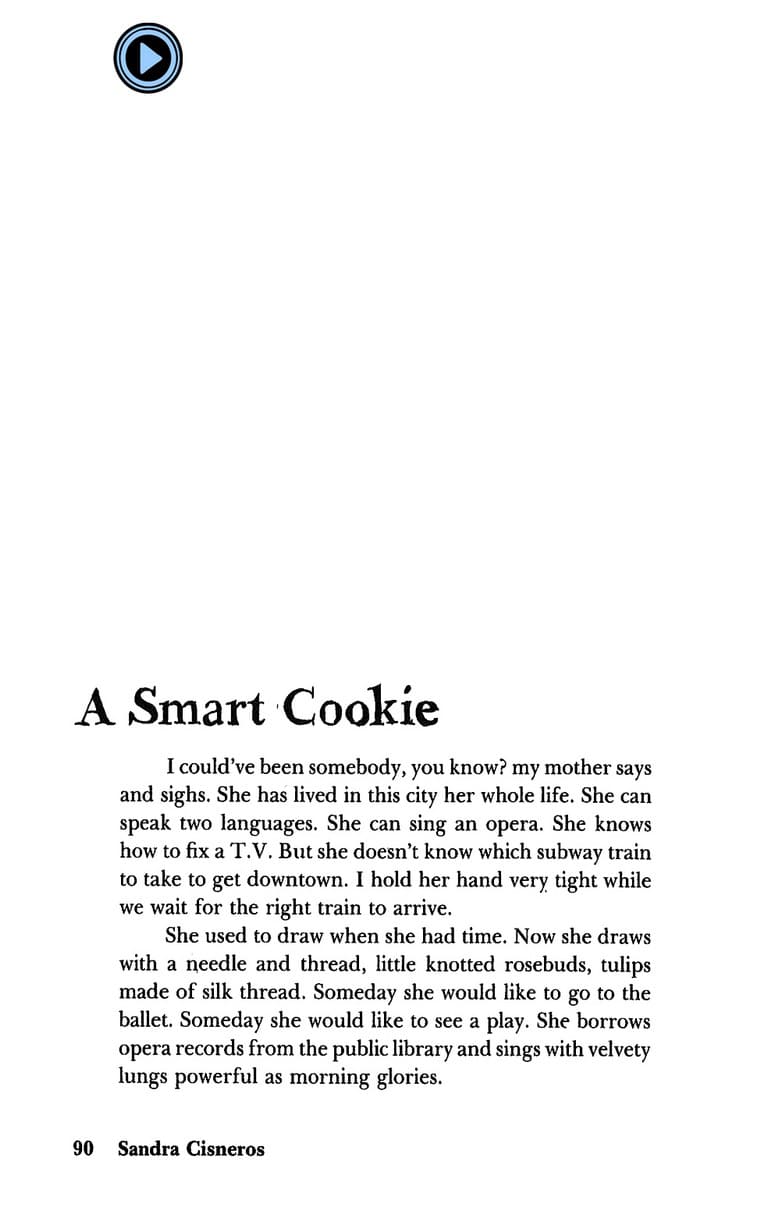 A Smart Cookie
I could've been somebody, you know? my mother says
and sighs. She has lived in this city her whole life. She can
speak two languages. She can sing an opera. She knows
how to fix a T.V. But she doesn't know which subway train
to take to get downtown. I hold her hand very tight while
we wait for the right train to arrive.
She used to draw when she had time. Now she draws
with a needle and thread, little knotted rosebuds, tulips
made of silk thread. Someday she would like to go to the
ballet. Someday she would like to see a play. She borrows
opera records from the public library and sings with velvety
lungs powerful as morning glories.
90 Sandra Cisneros